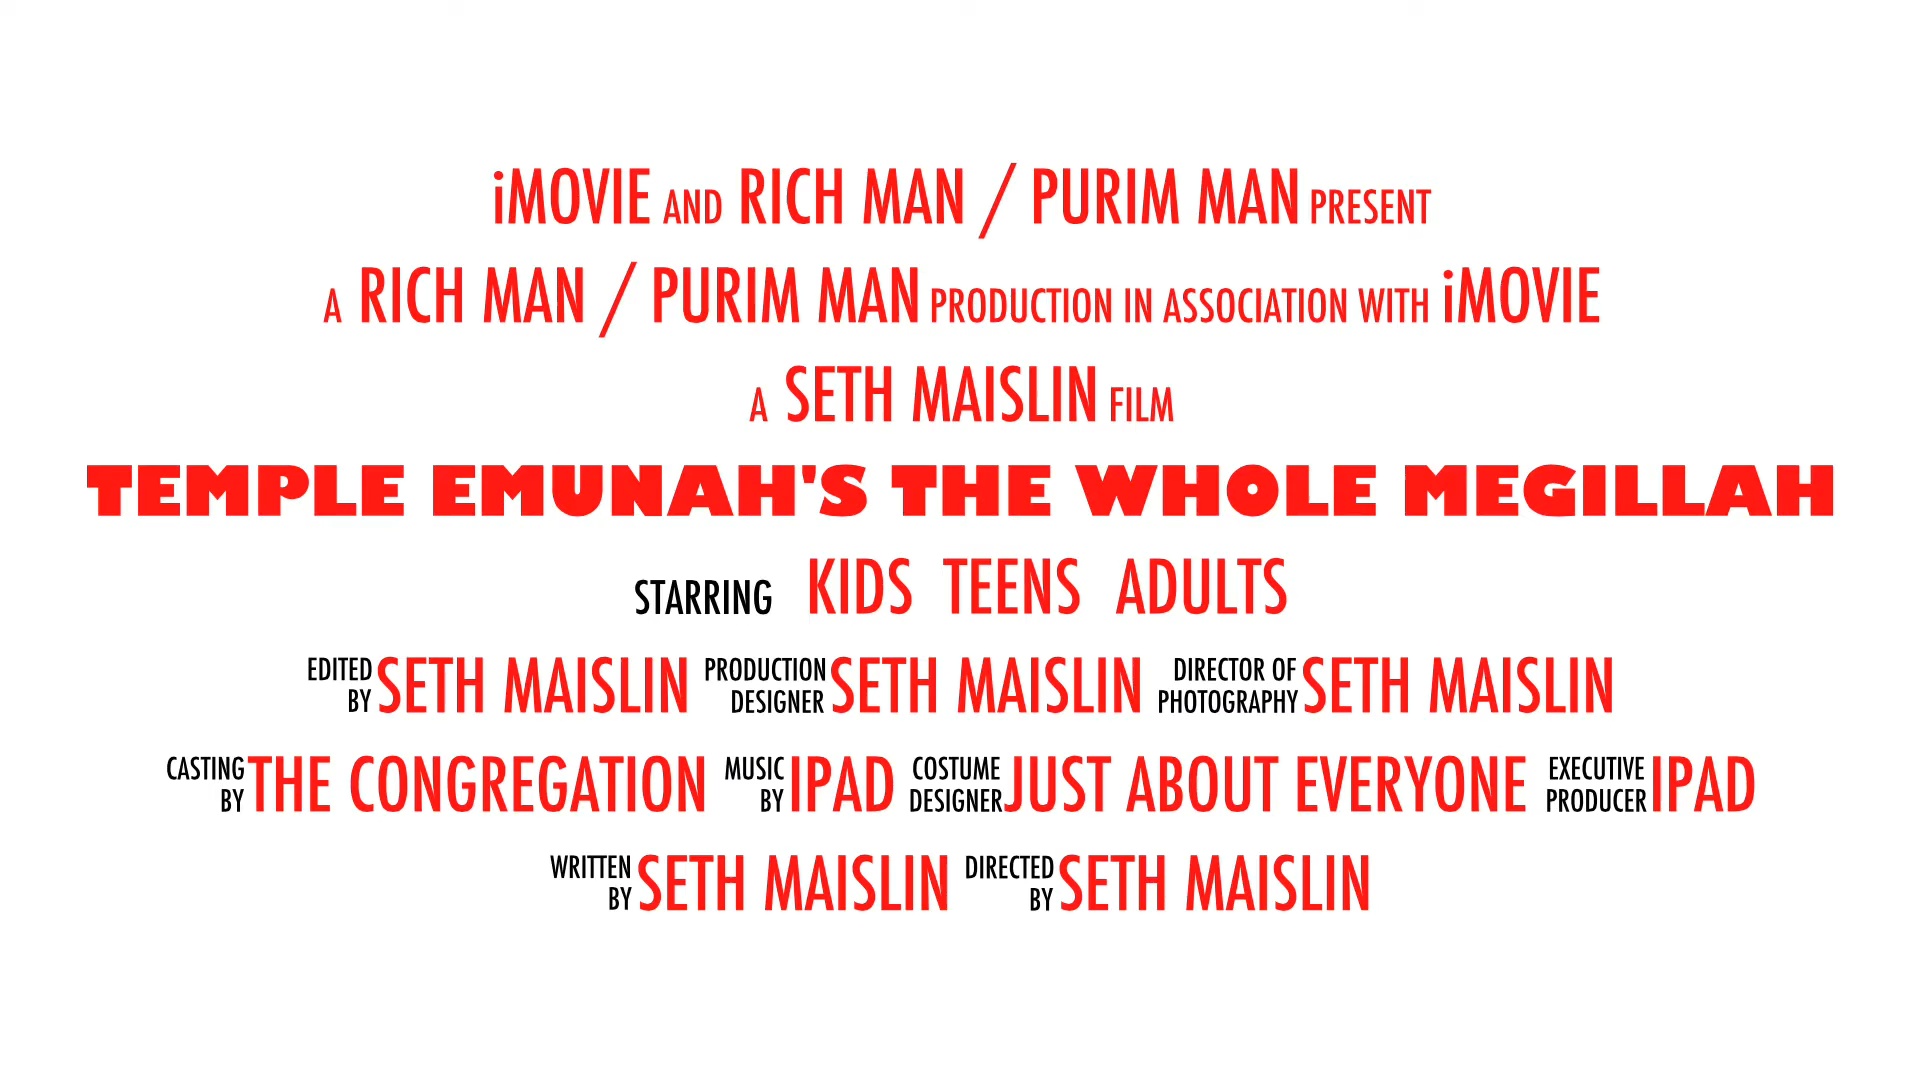 iMOVIE AND RICH MAN / PURIM MAN PRESENT
A RICH MAN / PURIM MAN PRODUCTION IN ASSOCIATION WITH iMOVIE
A SETH MAISLIN FILM
TEMPLE EMUNAH'S THE WHOLE MEGILLAH
STARRING KIDS TEENS ADULTS
EDITED BY SETH MAISLIN PRODUCTION DESIGNER SETH MAISLIN DIRECTOR OF PHOTOGRAPHY SETH MAISLIN
CASTING BY THE CONGREGATION MUSIC BY IPAD COSTUME DESIGNER JUST ABOUT EVERYONE EXECUTIVE PRODUCER IPAD
WRITTEN BY SETH MAISLIN DIRECTED BY SETH MAISLIN